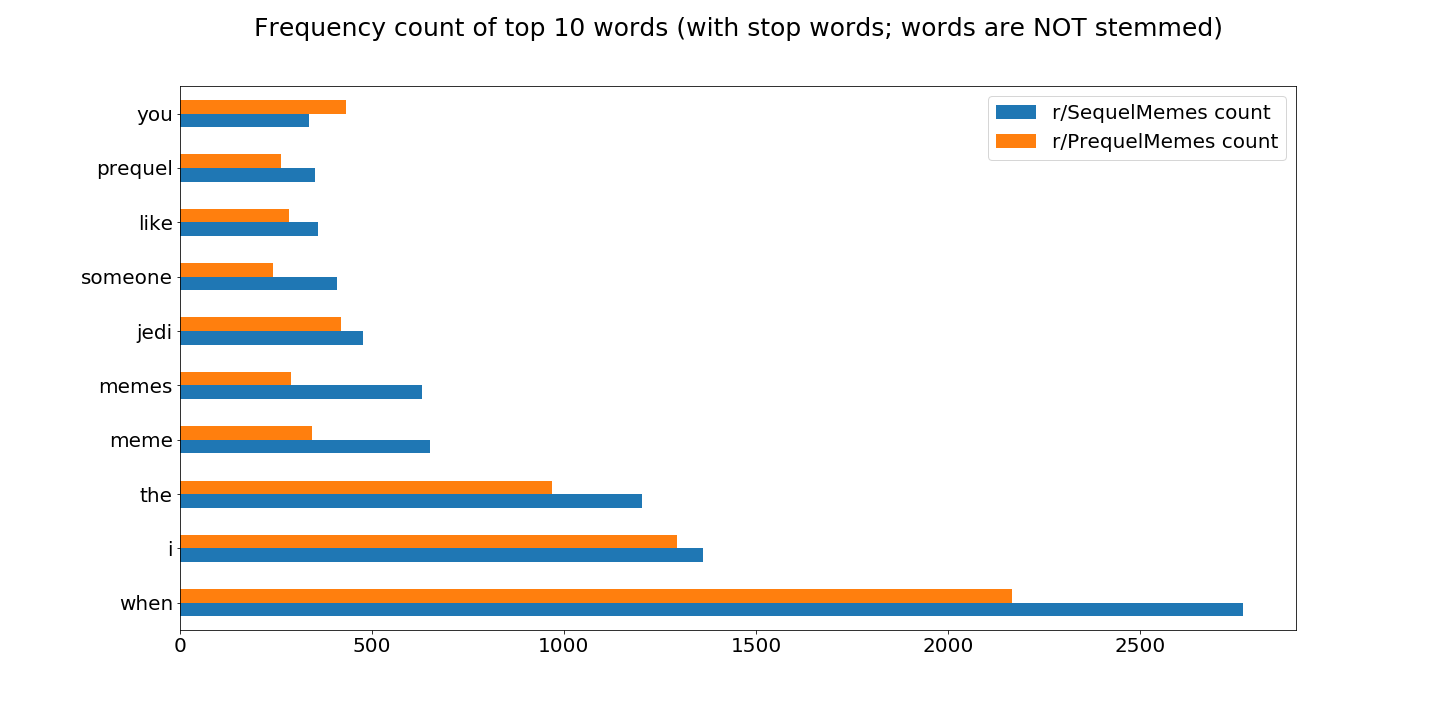 Frequency count of top 10 words (with stop words; words are NOT stemmed)
r/SequelMemes count
r/PrequelMemes count
you
prequel
like
someone
jedi
memes
meme
the
i
when
0 500 1000 1500 2000 2500